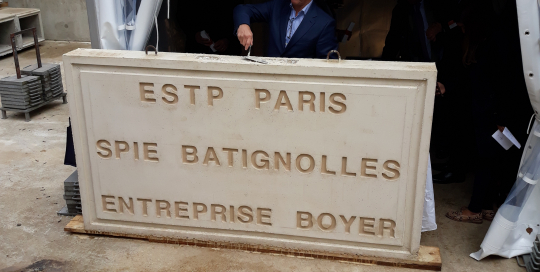 ESTP PARIS
SPIE BATIGNOLLES
ENTREPRISE BOYER